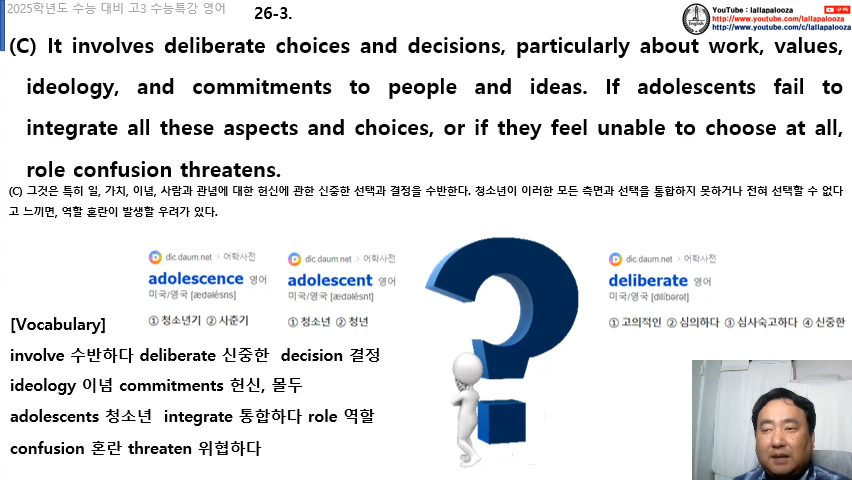 2025학년도 수능 대비 고3 수능특강 영어
26-3.
YouTube : lallapalooza
구독
http://www.youtube.com/lallapalooza
http://www.youtube.com/c/lallapalooza
(C) It involves deliberate choices and decisions, particularly about work, values,
ideology, and commitments to people and ideas. If adolescents fail to
integrate all these aspects and choices, or if they feel unable to choose at all,
role confusion threatens.
(C) 그것은 특히 일, 가치, 이념, 사람과 관념에 대한 헌신에 관한 신중한 선택과 결정을 수반한다. 청소년이 이러한 모든 측면과 선택을 통합하지 못하거나 전혀 선택할 수 없다
고 느끼면, 역할 혼란이 발생할 우려가 있다.
dic.daum.net > 어학사전
adolescence 영어
미국/영국 [ædəlésns]
① 청소년기 ② 사춘기
dic.daum.net > 어학사전
adolescent 영어
미국/영국 [ædəlésnt]
① 청소년 ② 청년
dic.daum.net > 어학사전
deliberate 영어
미국/영국 [dilíbərət]
① 고의적인 ② 심의하다 ③ 심사숙고하다 ④ 신중한
[Vocabulary]
involve 수반하다 deliberate 신중한 decision 결정
ideology 이념 commitments 헌신, 몰두
adolescents 청소년 integrate 통합하다 role 역할
confusion 혼란 threaten 위협하다